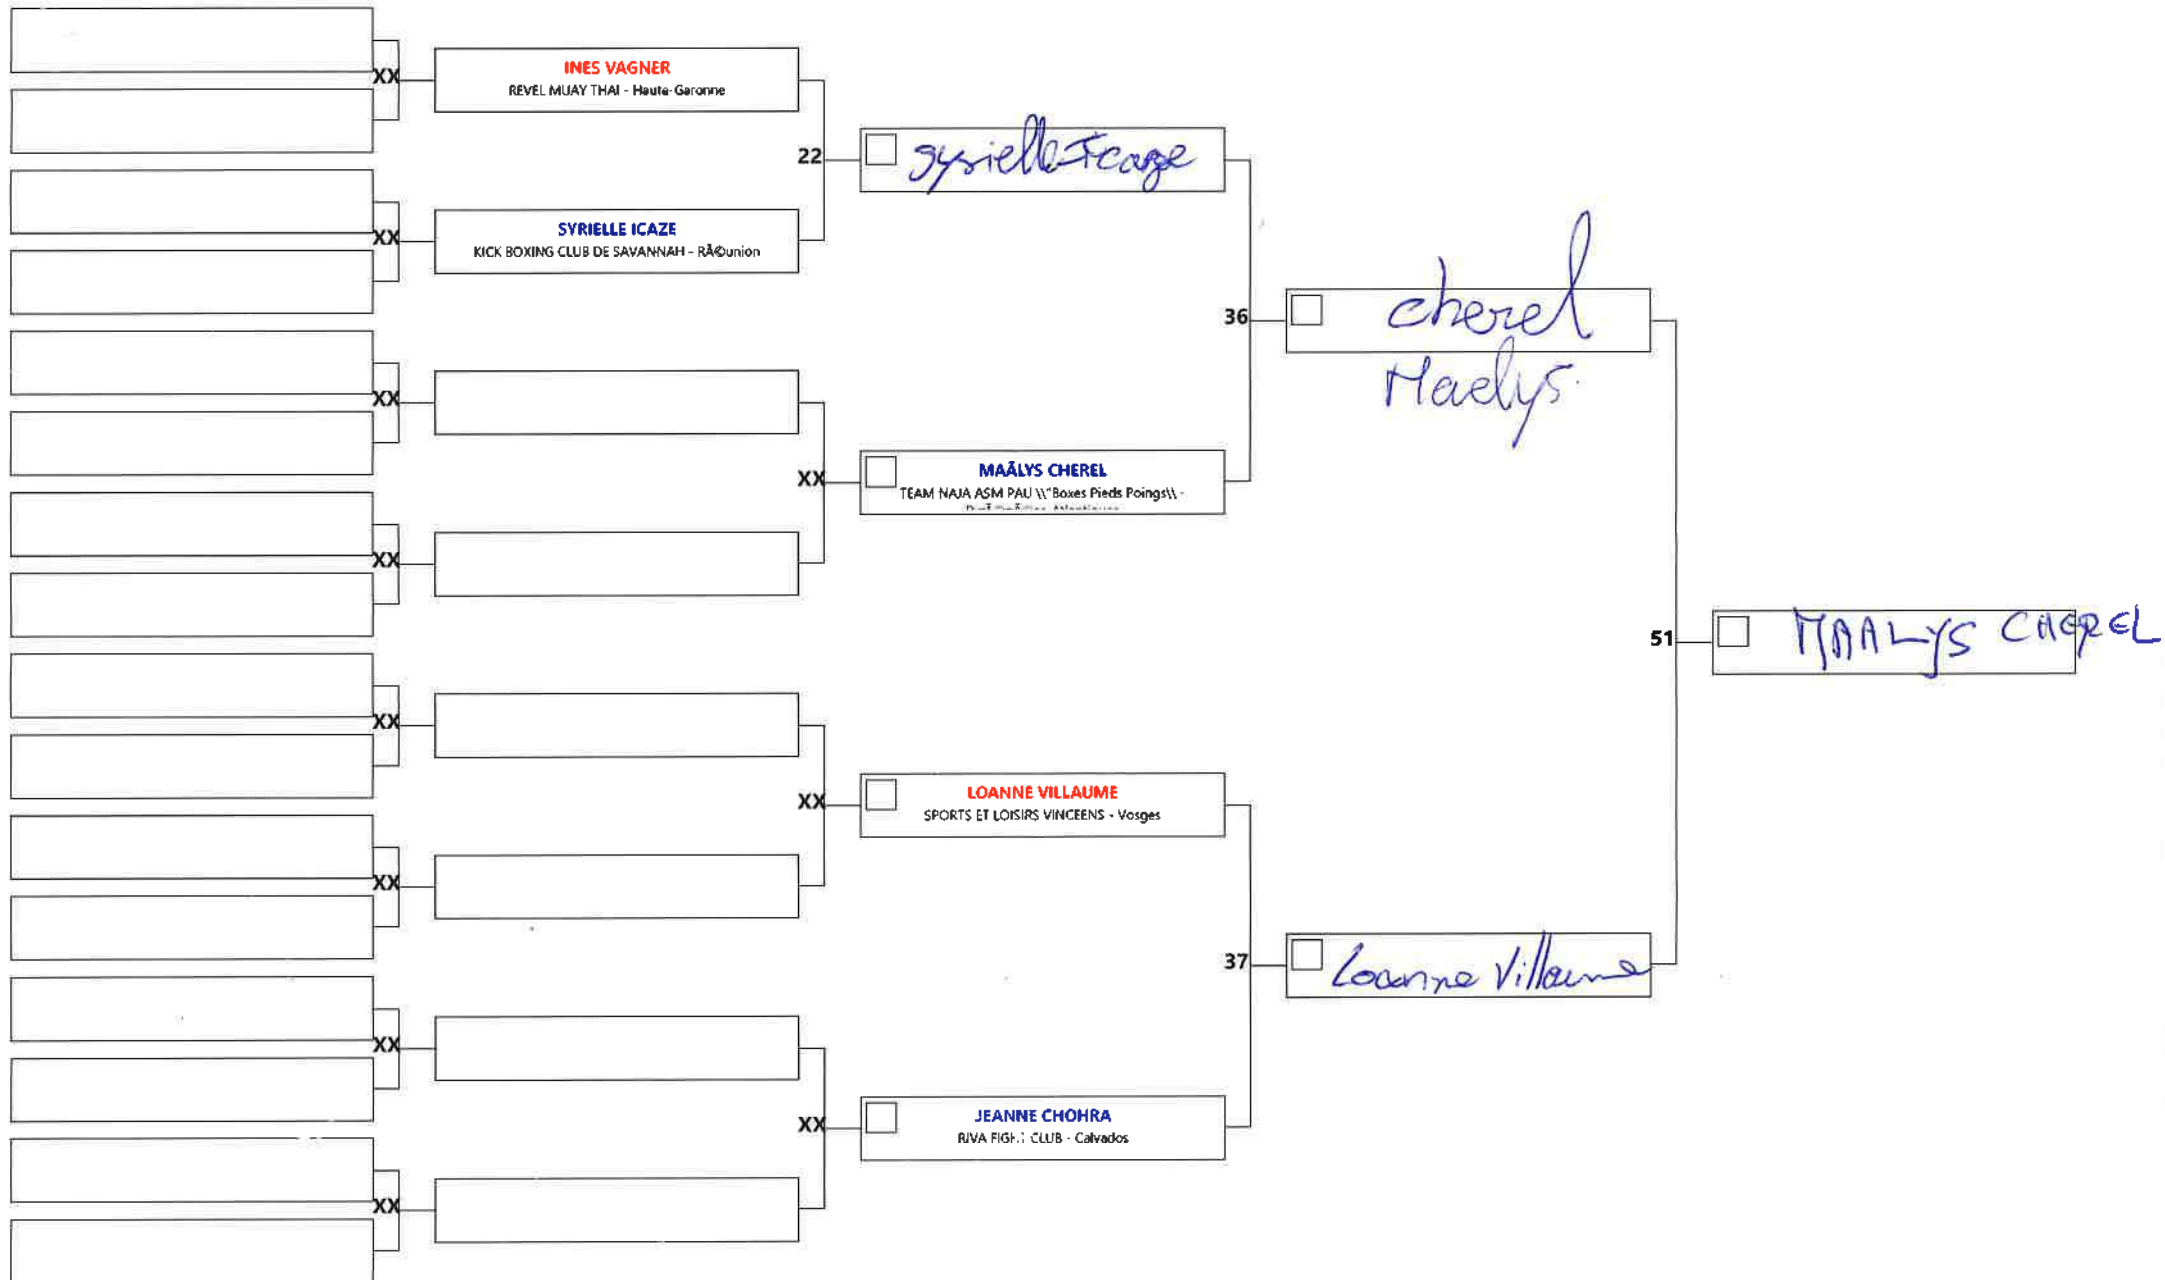 XX
INES VAGNER
REVEL MUAY THAI - Haute-Garonne
22
syrielle Icaze
XX
SYRIELLE ICAZE
KICK BOXING CLUB DE SAVANNAH - RÃ©union
36
cherel
Maelys
XX
XX
MAÃLYS CHEREL
TEAM NAJA ASM PAU \\"Boxes Pieds Poings\\ -
XX
51
MAALYS CHEREL
XX
XX
LOANNE VILLAUME
SPORTS ET LOISIRS VINCEENS - Vosges
XX
37
Loanne Villaume
XX
XX
JEANNE CHOHRA
RIVA FIGHT CLUB - Calvados
XX